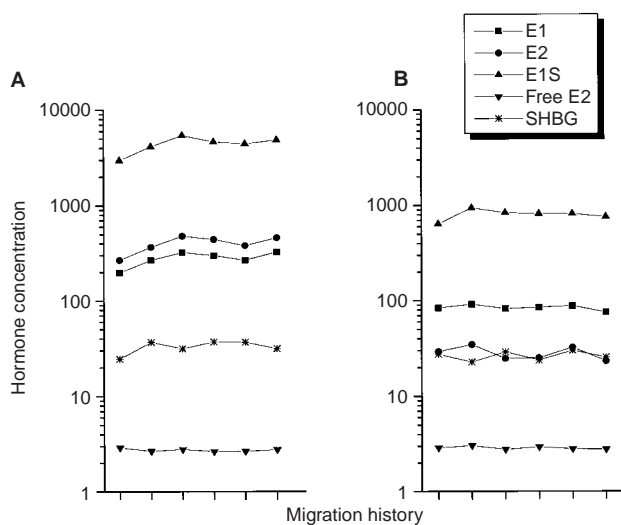 E1
E2
E1S
Free E2
SHBG
A
B
10000
1000
100
10
1
10000
1000
100
10
1
Hormone concentration
Migration history